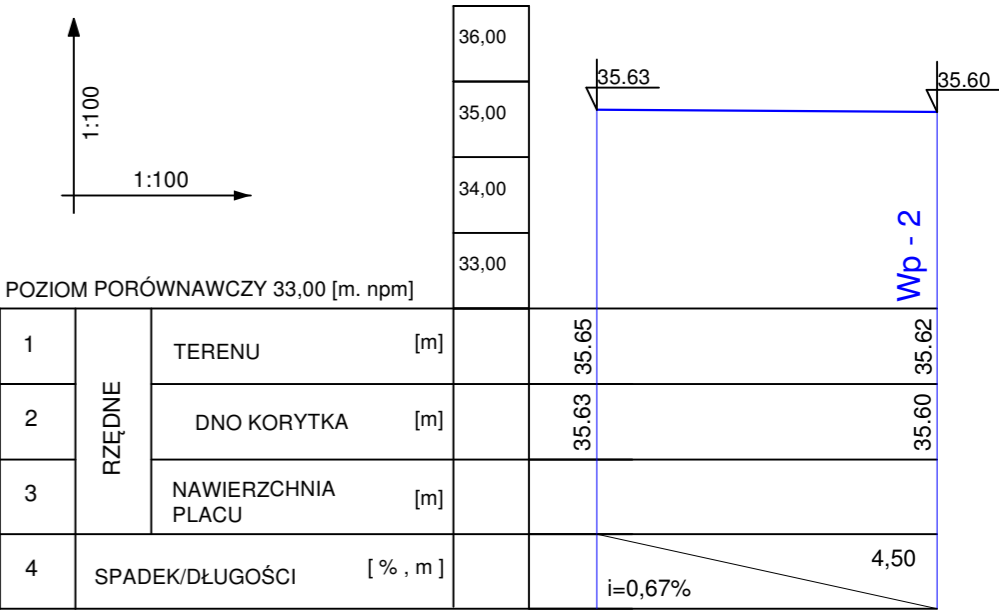 36,00
35,00
34,00
33,00
1:100
1:100
35.63
35.60
Wp - 2
POZIOM PORÓWNAWCZY 33,00 [m. npm]
RZĘDNE
1 TERENU [m] 35.65 35.62
2 DNO KORYTKA [m] 35.63 35.60
3 NAWIERZCHNIA PLACU [m]
4 SPADEK/DŁUGOŚCI [ % , m ] i=0,67% 4,50